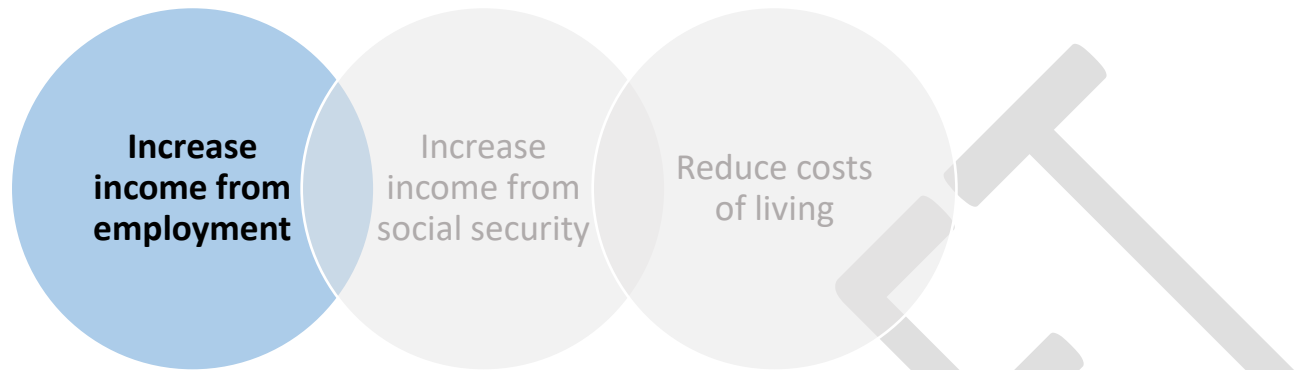 Increase
income from
employment
Increase
income from
social security
Reduce costs
of living